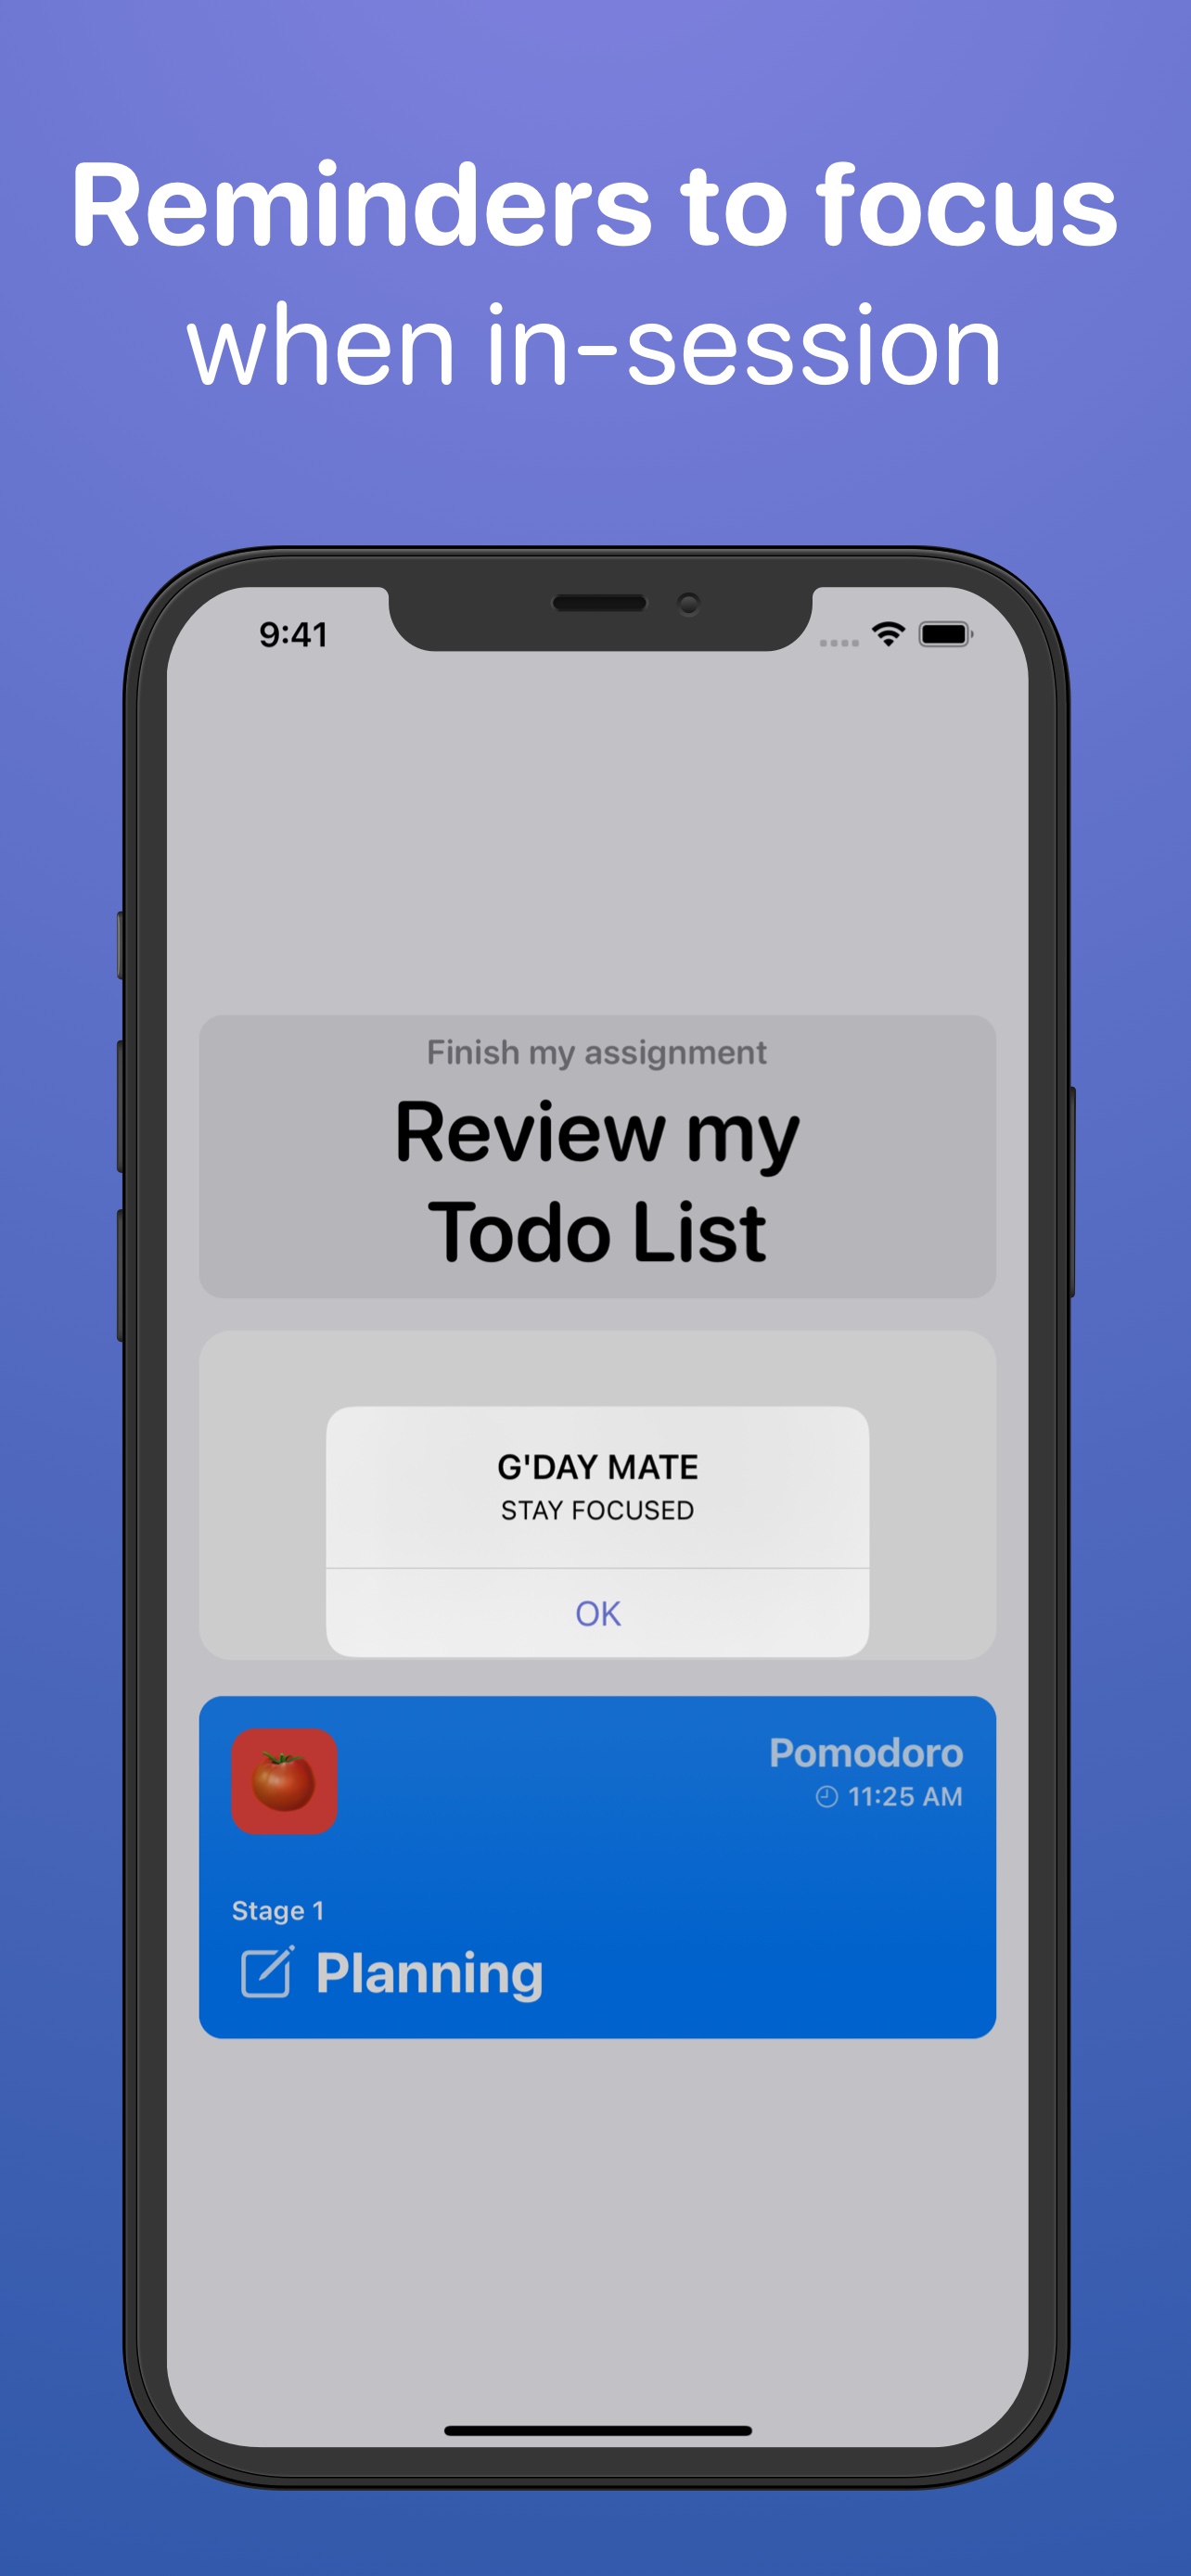 Reminders to focus
when in-session
9:41
Finish my assignment
Review my
Todo List
G'DAY MATE
STAY FOCUSED
OK
Pomodoro
11:25 AM
Stage 1
Planning